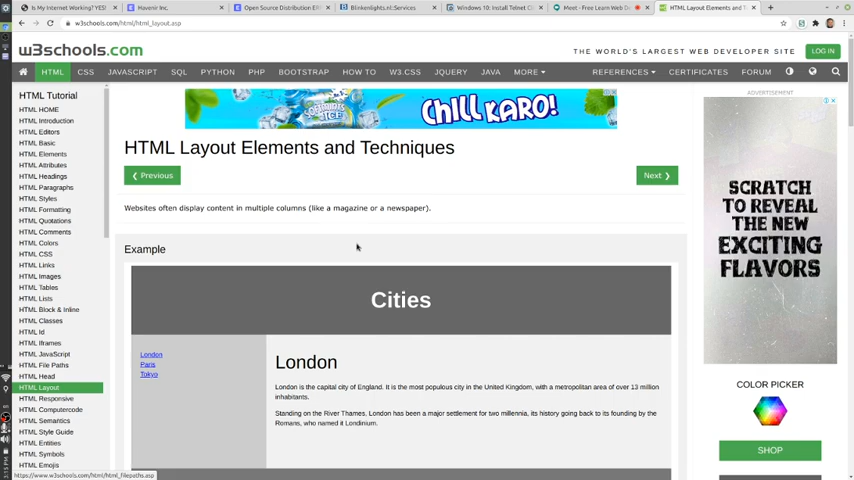 Is My Internet Working? YES!
Havenir Inc.
Open Source Distribution ERP
Blinkenlights.nl:Services
Windows 10: Install Telnet Cl
Meet - Free Learn Web De
HTML Layout Elements and Te
w3schools.com/html/html_layout.asp
w3schools.com
THE WORLD'S LARGEST WEB DEVELOPER SITE
LOG IN
HTML CSS JAVASCRIPT SQL PYTHON PHP BOOTSTRAP HOW TO W3.CSS JQUERY JAVA MORE REFERENCES CERTIFICATES FORUM
HTML Tutorial
HTML HOME
HTML Introduction
HTML Editors
HTML Basic
HTML Elements
HTML Attributes
HTML Headings
HTML Paragraphs
HTML Styles
HTML Formatting
HTML Quotations
HTML Comments
HTML Colors
HTML CSS
HTML Links
HTML Images
HTML Tables
HTML Lists
HTML Block & Inline
HTML Classes
HTML Id
HTML Iframes
HTML JavaScript
HTML File Paths
HTML Head
HTML Layout
HTML Responsive
HTML Computercode
HTML Semantics
HTML Style Guide
HTML Entities
HTML Symbols
HTML Emojis
https://www.w3schools.com/html/html_filepaths.asp
ICE
CHILL KARO!
HTML Layout Elements and Techniques
❮ Previous
Next ❯
Websites often display content in multiple columns (like a magazine or a newspaper).
Example
Cities
London
Paris
Tokyo
London
London is the capital city of England. It is the most populous city in the United Kingdom, with a metropolitan area of over 13 million
inhabitants.
Standing on the River Thames, London has been a major settlement for two millennia, its history going back to its founding by the
Romans, who named it Londinium.
ADVERTISEMENT
SCRATCH
TO REVEAL
THE NEW
EXCITING
FLAVORS
COLOR PICKER
SHOP
3:15 PM